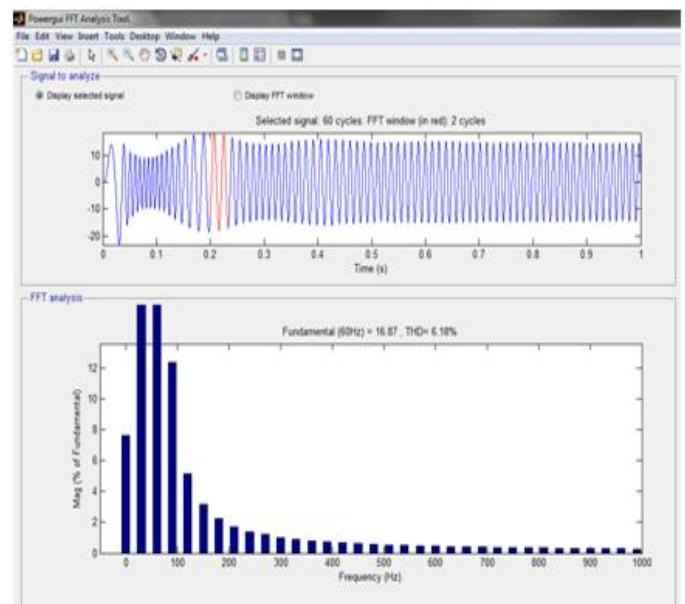 Powergui FFT Analysis Tool.
File Edit View Insert Tools Desktop Window Help
Signal to analyze
Display selected signal Display FFT window
Selected signal: 60 cycles. FFT window (in red): 2 cycles
10
0
-10
-20
0 0.1 0.2 0.3 0.4 0.5 0.6 0.7 0.8 0.9 1
Time (s)
FFT analysis
Fundamental (60Hz) = 16.87 , THD= 6.18%
12
10
8
6
4
2
0
Mag (% of Fundamental)
0 100 200 300 400 500 600 700 800 900 1000
Frequency (Hz)